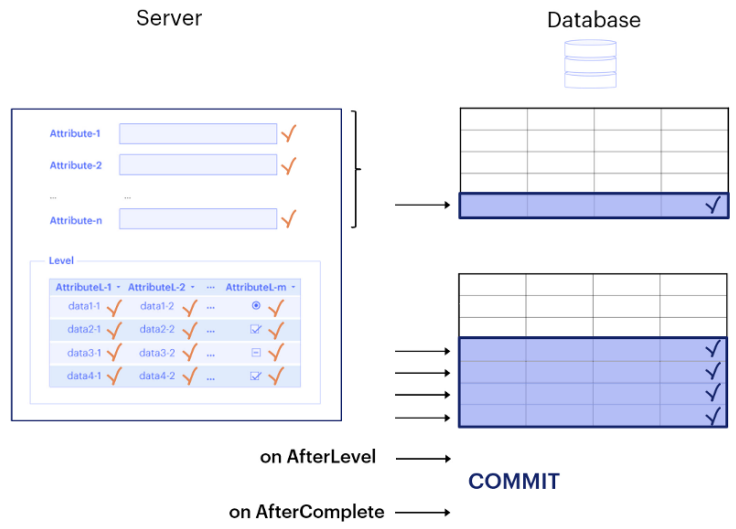 Server
Database
Attribute-1
Attribute-2
... ...
Attribute-n
Level
AttributeL-1 AttributeL-2 ... AttributeL-m
data1-1 data1-2 ...
data2-1 data2-2 ...
data3-1 data3-2 ...
data4-1 data4-2 ...
on AfterLevel
COMMIT
on AfterComplete